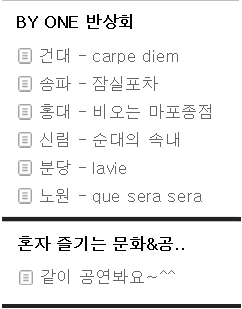 BY ONE 반상회
건대 - carpe diem
송파 - 잠실포차
홍대 - 비오는 마포종점
신림 - 순대의 속내
분당 - lavie
노원 - que sera sera
혼자 즐기는 문화&공..
같이 공연봐요~^^